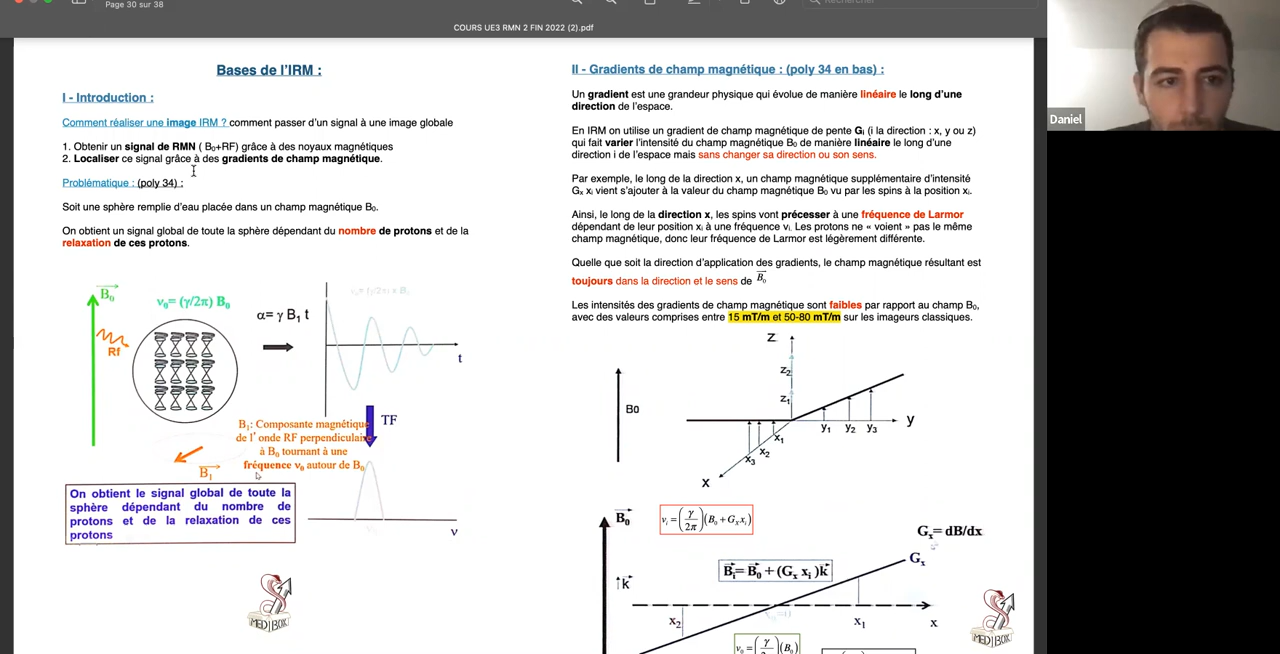 Page 30 sur 38
Rechercher
COURS UE3 RMN 2 FIN 2022 (2).pdf
Daniel
Bases de l'IRM :
I - Introduction :
Comment réaliser une image IRM ? comment passer d'un signal à une image globale
1. Obtenir un signal de RMN ( B₀+RF) grâce à des noyaux magnétiques
2. Localiser ce signal grâce à des gradients de champ magnétique.
Problématique : (poly 34) :
Soit une sphère remplie d'eau placée dans un champ magnétique B₀.
On obtient un signal global de toute la sphère dépendant du nombre de protons et de la
relaxation de ces protons.
B₀
ν₀= (γ/2π) B₀
Rf
α= γ B₁ t
t
TF
B₁: Composante magnétique
de l' onde RF perpendiculaire
à B₀ tournant à une
fréquence ν₀ autour de B₀
B₁
ν
On obtient le signal global de toute la
sphère dépendant du nombre de
protons et de la relaxation de ces
protons
MEDIBOX
II - Gradients de champ magnétique : (poly 34 en bas) :
Un gradient est une grandeur physique qui évolue de manière linéaire le long d'une
direction de l'espace.
En IRM on utilise un gradient de champ magnétique de pente Gᵢ (i la direction : x, y ou z)
qui fait varier l'intensité du champ magnétique B₀ de manière linéaire le long d'une
direction i de l'espace mais sans changer sa direction ou son sens.
Par exemple, le long de la direction x, un champ magnétique supplémentaire d'intensité
Gₓ xᵢ vient s'ajouter à la valeur du champ magnétique B₀ vu par les spins à la position xᵢ.
Ainsi, le long de la direction x, les spins vont précesser à une fréquence de Larmor
dépendant de leur position xᵢ à une fréquence νᵢ. Les protons ne « voient » pas le même
champ magnétique, donc leur fréquence de Larmor est légèrement différente.
Quelle que soit la direction d'application des gradients, le champ magnétique résultant est
toujours dans la direction et le sens de B₀
Les intensités des gradients de champ magnétique sont faibles par rapport au champ B₀,
avec des valeurs comprises entre 15 mT/m et 50-80 mT/m sur les imageurs classiques.
Z
Z₂
Z₁
B0
y
y₁ y₂ y₃
x₁
x₂
x₃
x
B₀
νᵢ = (γ/2π)(B₀ + Gₓxᵢ)
Gₓ= dB/dx
Gₓ
Bᵢ= B₀ + (Gₓ xᵢ )k
k
x₂
x₁
x
ν₀ = (γ/2π)(B₀)
MEDIBOX